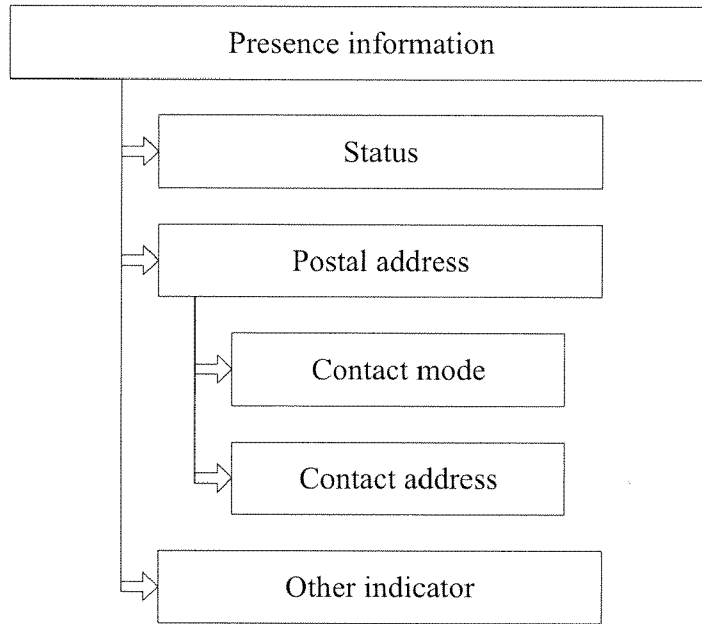 Presence information
Status
Postal address
Contact mode
Contact address
Other indicator